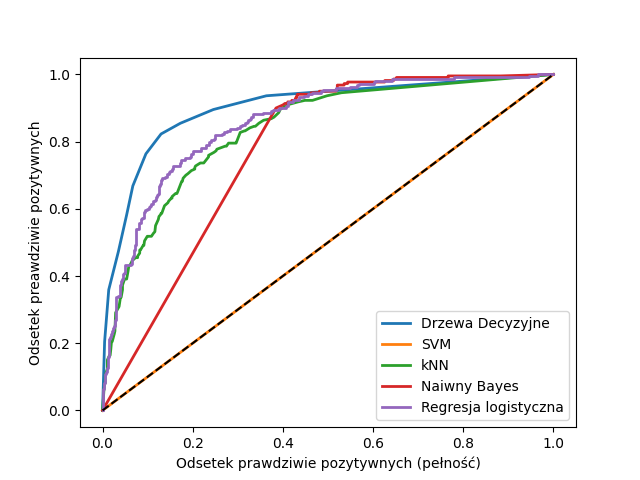 1.0
0.8
0.6
0.4
0.2
0.0
Odsetek preawdziwie pozytywnych
Drzewa Decyzyjne
SVM
kNN
Naiwny Bayes
Regresja logistyczna
0.0 0.2 0.4 0.6 0.8 1.0
Odsetek prawdziwie pozytywnych (pełność)